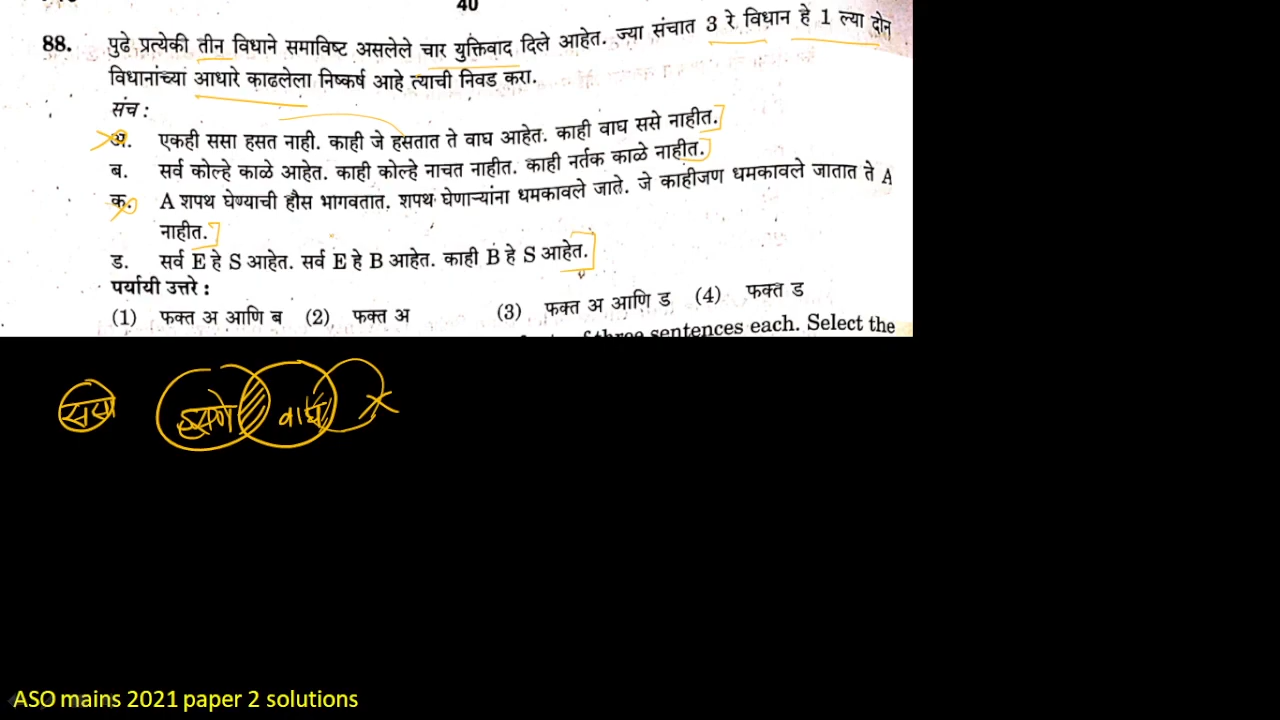 40
88. पुढे प्रत्येकी तीन विधाने समाविष्ट असलेले चार युक्तिवाद दिले आहेत. ज्या संचात 3 रे विधान हे 1 ल्या दोन
विधानांच्या आधारे काढलेला निष्कर्ष आहे त्याची निवड करा.
संच :
अ. एकही ससा हसत नाही. काही जे हसतात ते वाघ आहेत. काही वाघ ससे नाहीत.
ब. सर्व कोल्हे काळे आहेत. काही कोल्हे नाचत नाहीत. काही नर्तक काळे नाहीत.
क. A शपथ घेण्याची हौस भागवतात. शपथ घेणाऱ्यांना धमकावले जाते. जे काहीजण धमकावले जातात ते A
नाहीत.
ड. सर्व E हे S आहेत. सर्व E हे B आहेत. काही B हे S आहेत.
पर्यायी उत्तरे :
(1) फक्त अ आणि ब (2) फक्त अ (3) फक्त अ आणि ड (4) फक्त ड
of three sentences each. Select the
ससा हसणे वाघ
ASO mains 2021 paper 2 solutions